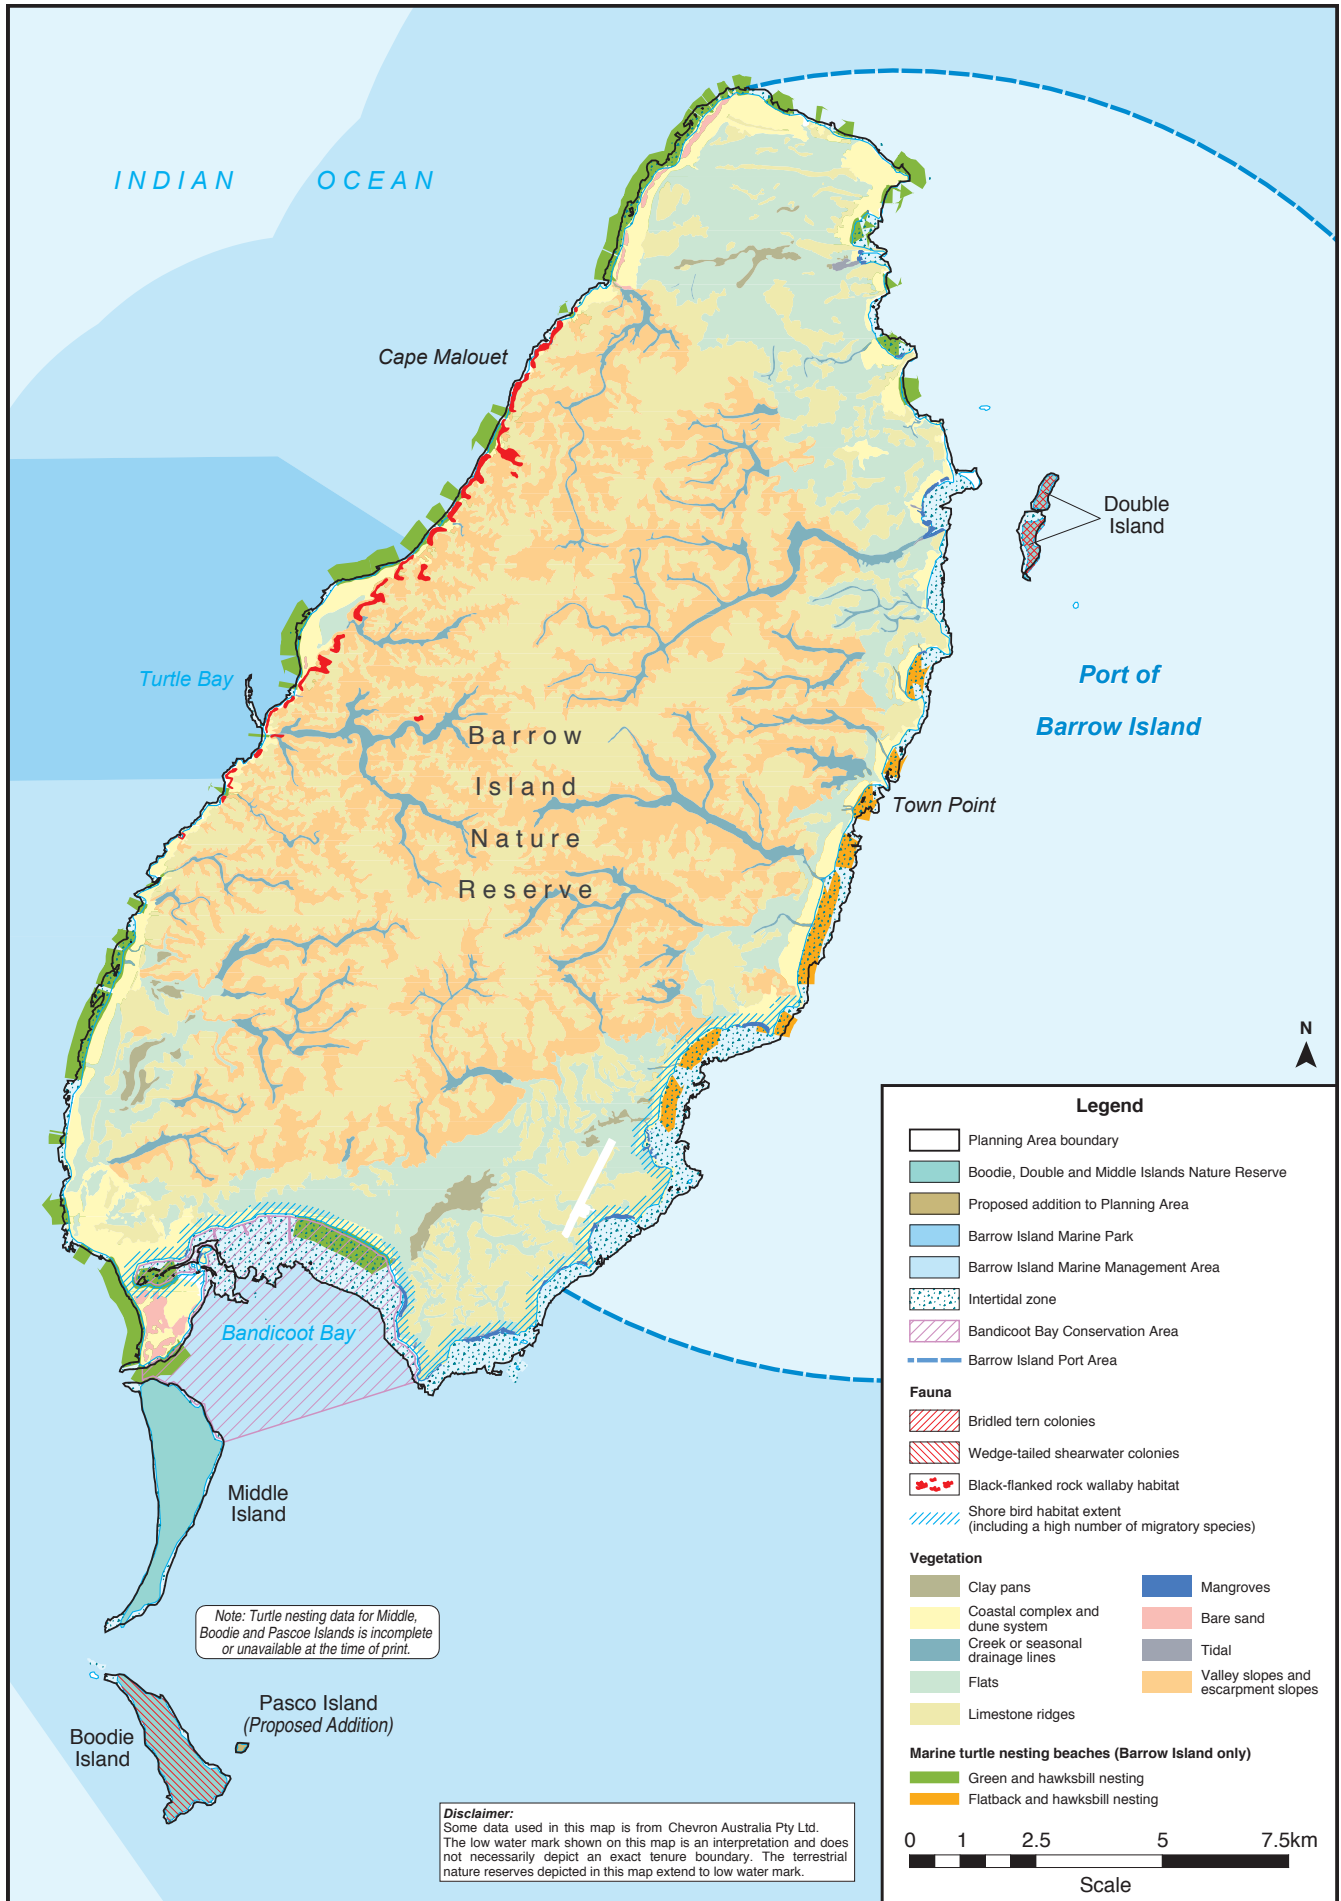 INDIAN OCEAN
Cape Malouet
Double
Island
Turtle Bay
Port of
Barrow Island
Barrow
Island
Nature
Reserve
Town Point
N
Bandicoot Bay
Middle
Island
Note: Turtle nesting data for Middle,
Boodie and Pascoe Islands is incomplete
or unavailable at the time of print.
Pasco Island
(Proposed Addition)
Boodie
Island
Disclaimer:
Some data used in this map is from Chevron Australia Pty Ltd.
The low water mark shown on this map is an interpretation and does
not necessarily depict an exact tenure boundary. The terrestrial
nature reserves depicted in this map extend to low water mark.
Legend
Planning Area boundary
Boodie, Double and Middle Islands Nature Reserve
Proposed addition to Planning Area
Barrow Island Marine Park
Barrow Island Marine Management Area
Intertidal zone
Bandicoot Bay Conservation Area
Barrow Island Port Area
Fauna
Bridled tern colonies
Wedge-tailed shearwater colonies
Black-flanked rock wallaby habitat
Shore bird habitat extent
(including a high number of migratory species)
Vegetation
Clay pans
Coastal complex and
dune system
Creek or seasonal
drainage lines
Flats
Limestone ridges
Mangroves
Bare sand
Tidal
Valley slopes and
escarpment slopes
Marine turtle nesting beaches (Barrow Island only)
Green and hawksbill nesting
Flatback and hawksbill nesting
0 1 2.5 5 7.5km
Scale